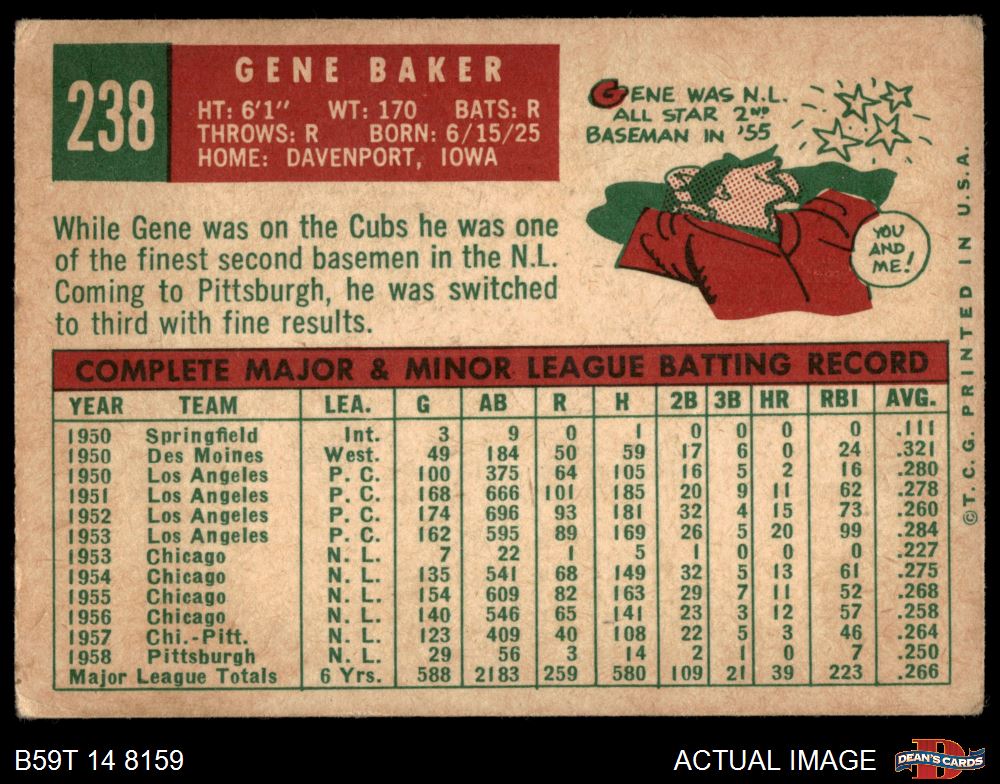 238
GENE BAKER
HT: 6'1" WT: 170 BATS: R
THROWS: R BORN: 6/15/25
HOME: DAVENPORT, IOWA
GENE WAS N.L.
ALL STAR 2ND
BASEMAN IN '55
YOU
AND
ME!
While Gene was on the Cubs he was one
of the finest second basemen in the N.L.
Coming to Pittsburgh, he was switched
to third with fine results.
COMPLETE MAJOR & MINOR LEAGUE BATTING RECORD
YEAR TEAM LEA. G AB R H 2B 3B HR RBI AVG.
1950 Springfield Int. 3 9 0 1 0 0 0 0 .111
1950 Des Moines West. 49 184 50 59 17 6 0 24 .321
1950 Los Angeles P. C. 100 375 64 105 16 5 2 16 .280
1951 Los Angeles P. C. 168 666 101 185 20 9 11 62 .278
1952 Los Angeles P. C. 174 696 93 181 32 4 15 73 .260
1953 Los Angeles P. C. 162 595 89 169 26 5 20 99 .284
1953 Chicago N. L. 7 22 1 5 1 0 0 0 .227
1954 Chicago N. L. 135 541 68 149 32 5 13 61 .275
1955 Chicago N. L. 154 609 82 163 29 7 11 52 .268
1956 Chicago N. L. 140 546 65 141 23 3 12 57 .258
1957 Chi.-Pitt. N. L. 123 409 40 108 22 5 3 46 .264
1958 Pittsburgh N. L. 29 56 3 14 2 1 0 7 .250
Major League Totals 6 Yrs. 588 2183 259 580 109 21 39 223 .266
©T. C. G. PRINTED IN U.S.A.
B59T 14 8159
ACTUAL IMAGE
D
DEAN'S CARDS